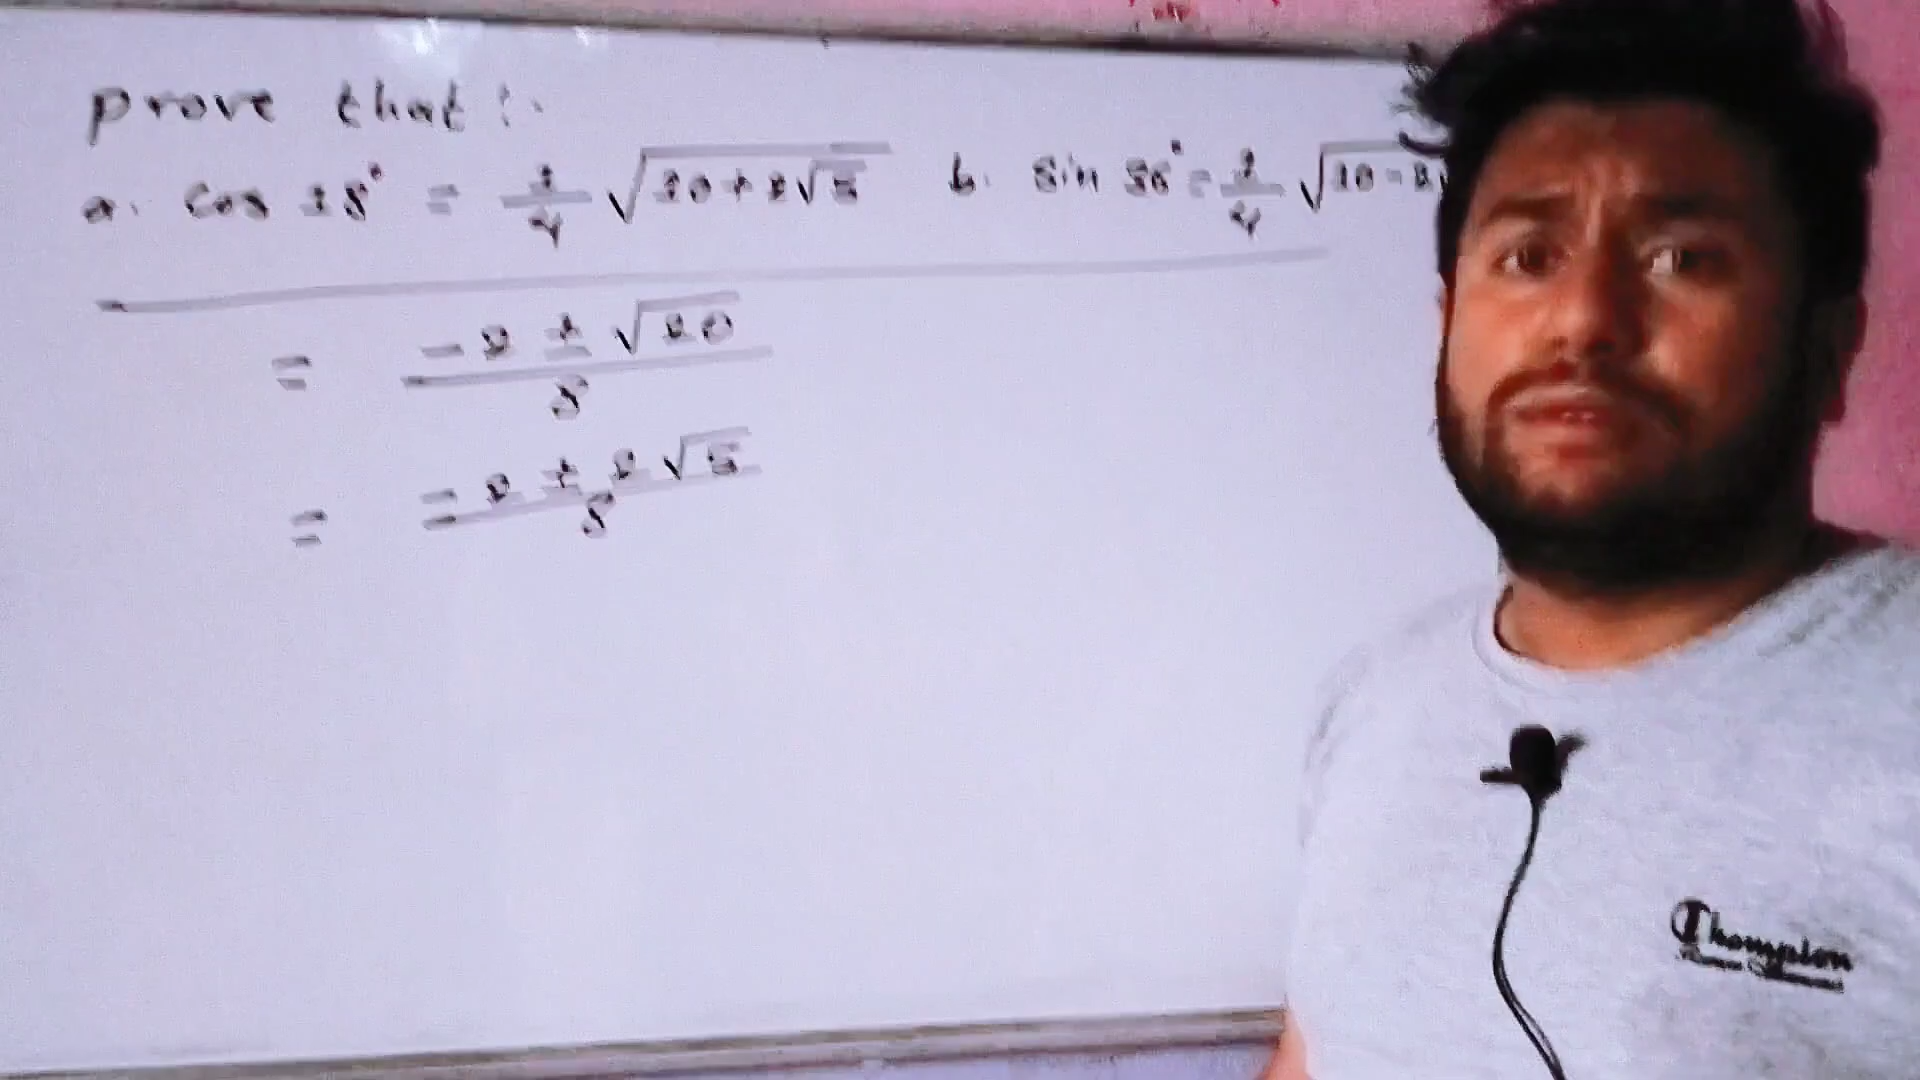 prove that :-
a. cos 18° = 1/4 √(10 + 2√5) b. sin 36° = 1/4 √(10 - 2√
= (-2 ± √20)/8
= (-2 ± 2√5)/8
Champion